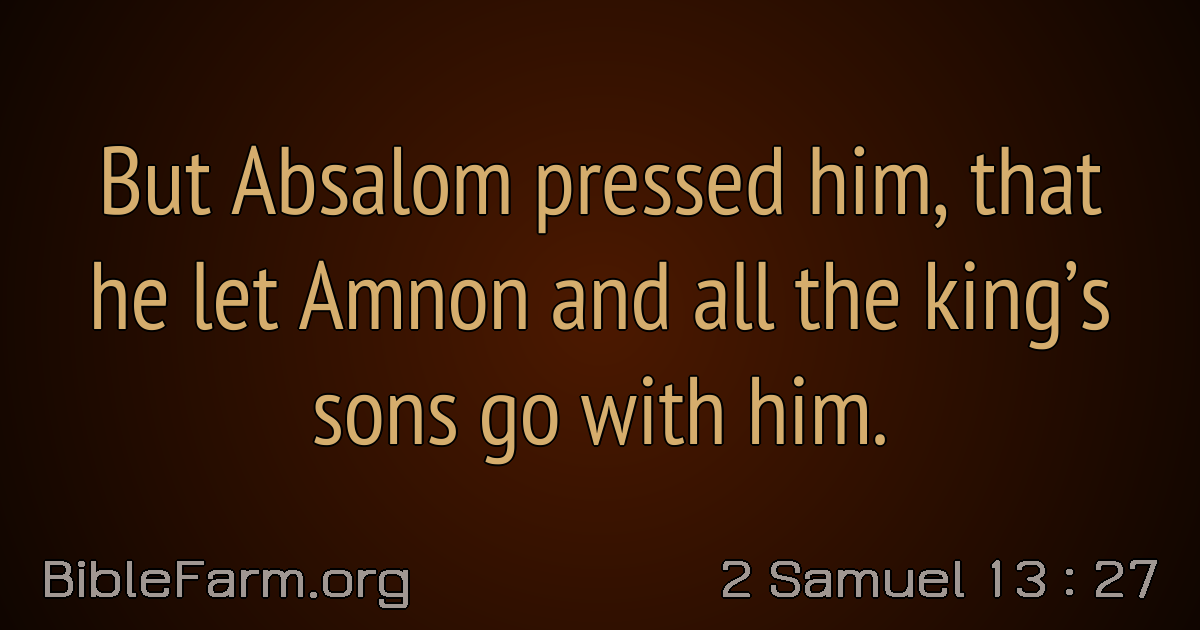 But Absalom pressed him, that
he let Amnon and all the king’s
sons go with him.
BibleFarm.org
2 Samuel 13 : 27